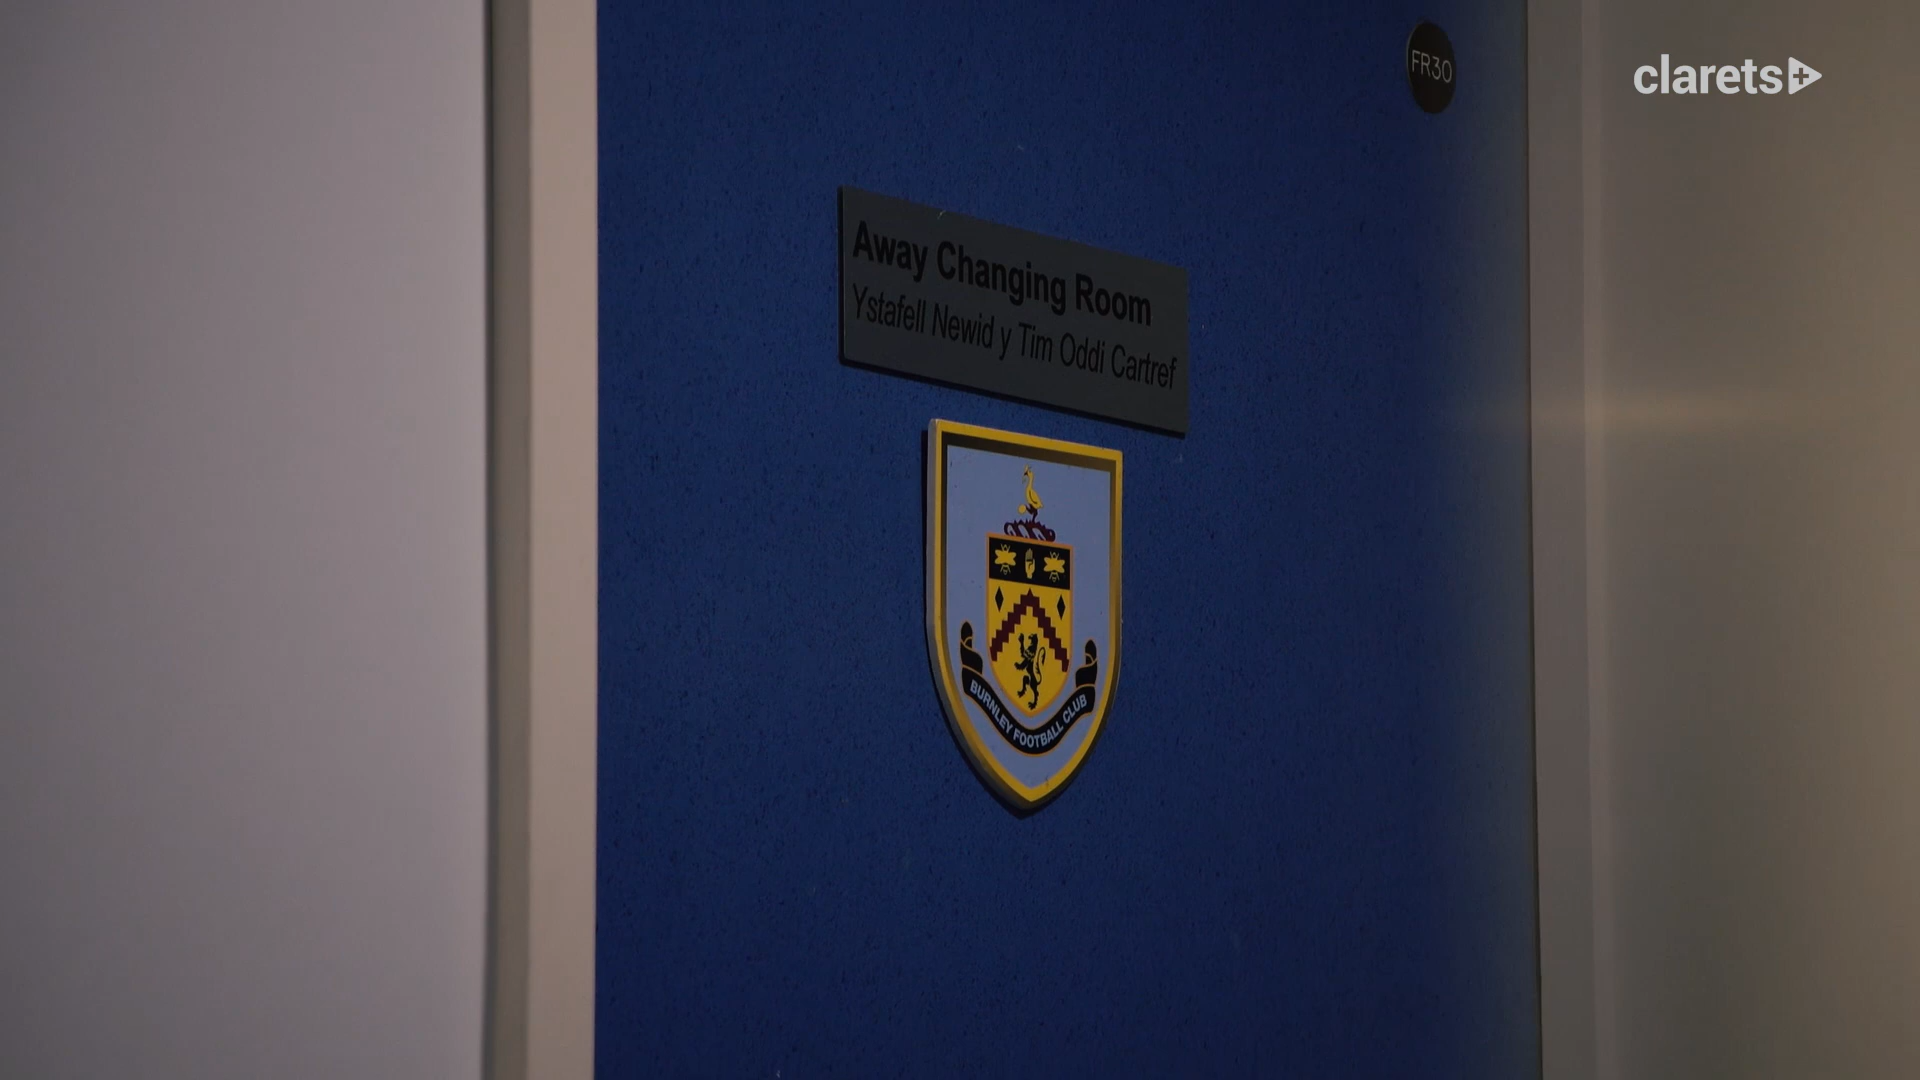 FR30
clarets
Away Changing Room
Ystafell Newid y Tim Oddi Cartref
BURNLEY FOOTBALL CLUB